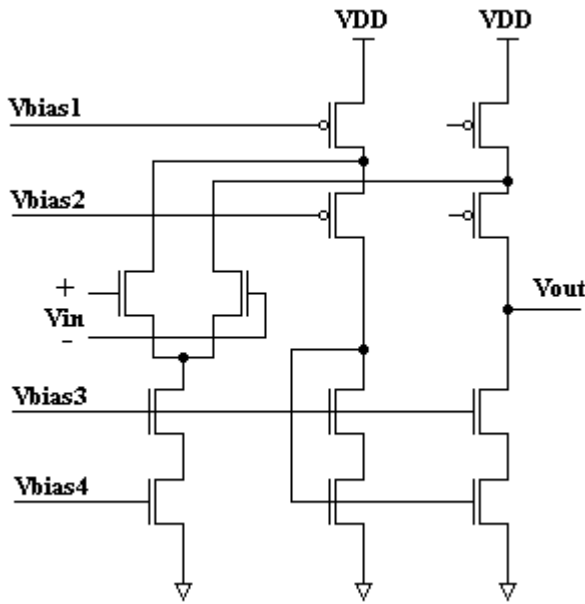 VDD VDD
Vbias1
Vbias2
+
Vin
-
Vout
Vbias3
Vbias4